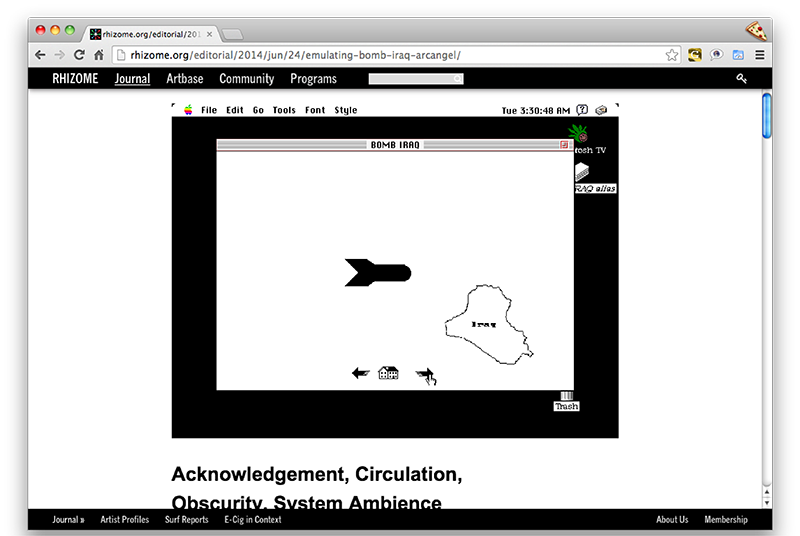 rhizome.org/editorial/201
rhizome.org/editorial/2014/jun/24/emulating-bomb-iraq-arcangel/
RHIZOME Journal Artbase Community Programs
File Edit Go Tools Font Style Tue 3:30:48 AM
BOMB IRAQ
rosh TV
RAQ alias
Iraq
Trash
Acknowledgement, Circulation,
Obscurity, System Ambience
Journal » Artist Profiles Surf Reports E-Cig in Context About Us Membership